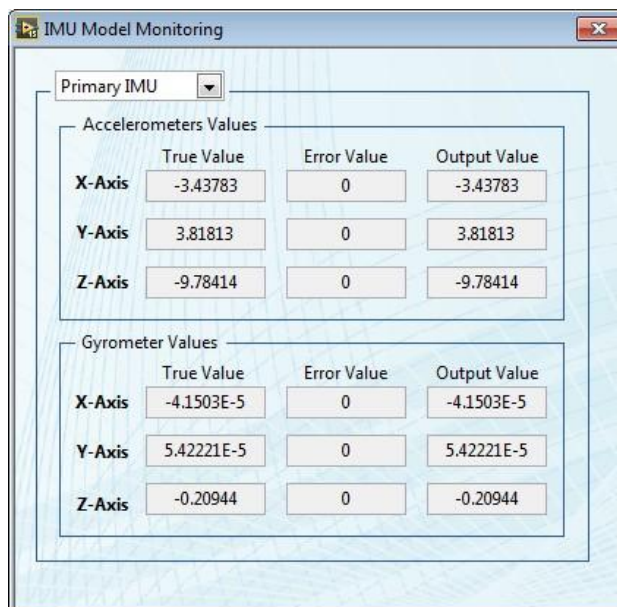 IMU Model Monitoring
Primary IMU
Accelerometers Values
True Value Error Value Output Value
X-Axis -3.43783 0 -3.43783
Y-Axis 3.81813 0 3.81813
Z-Axis -9.78414 0 -9.78414
Gyrometer Values
True Value Error Value Output Value
X-Axis -4.1503E-5 0 -4.1503E-5
Y-Axis 5.42221E-5 0 5.42221E-5
Z-Axis -0.20944 0 -0.20944